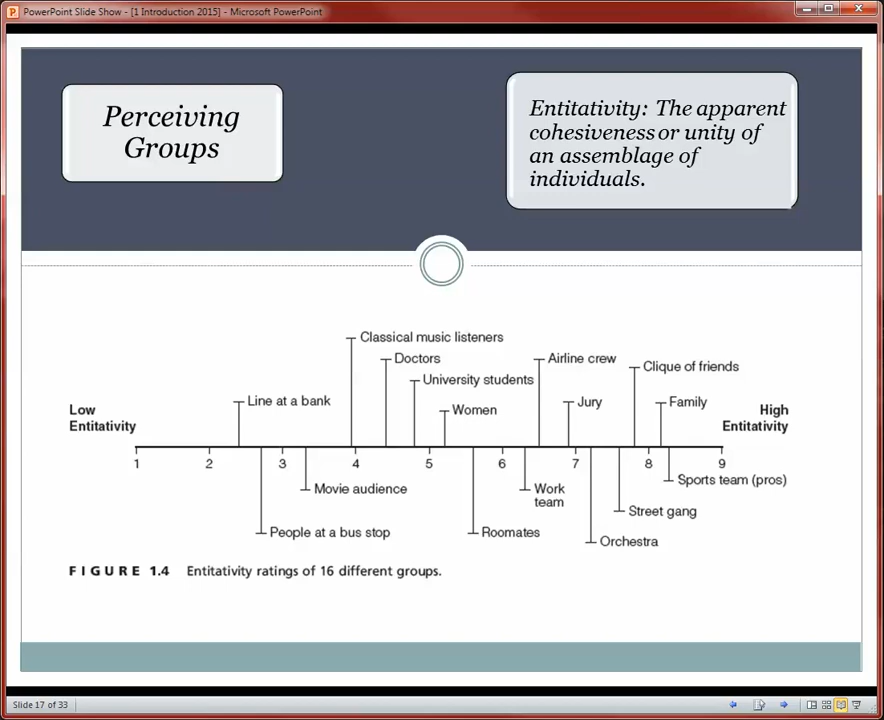 PowerPoint Slide Show - [1 Introduction 2015] - Microsoft PowerPoint
Perceiving
Groups
Entitativity: The apparent
cohesiveness or unity of
an assemblage of
individuals.
Classical music listeners
Doctors
Airline crew
Clique of friends
University students
Line at a bank
Women
Jury
Family
Low
Entitativity
High
Entitativity
1 2 3 4 5 6 7 8 9
Movie audience
Work
team
Sports team (pros)
Street gang
People at a bus stop
Roomates
Orchestra
FIGURE 1.4 Entitativity ratings of 16 different groups.
Slide 17 of 33